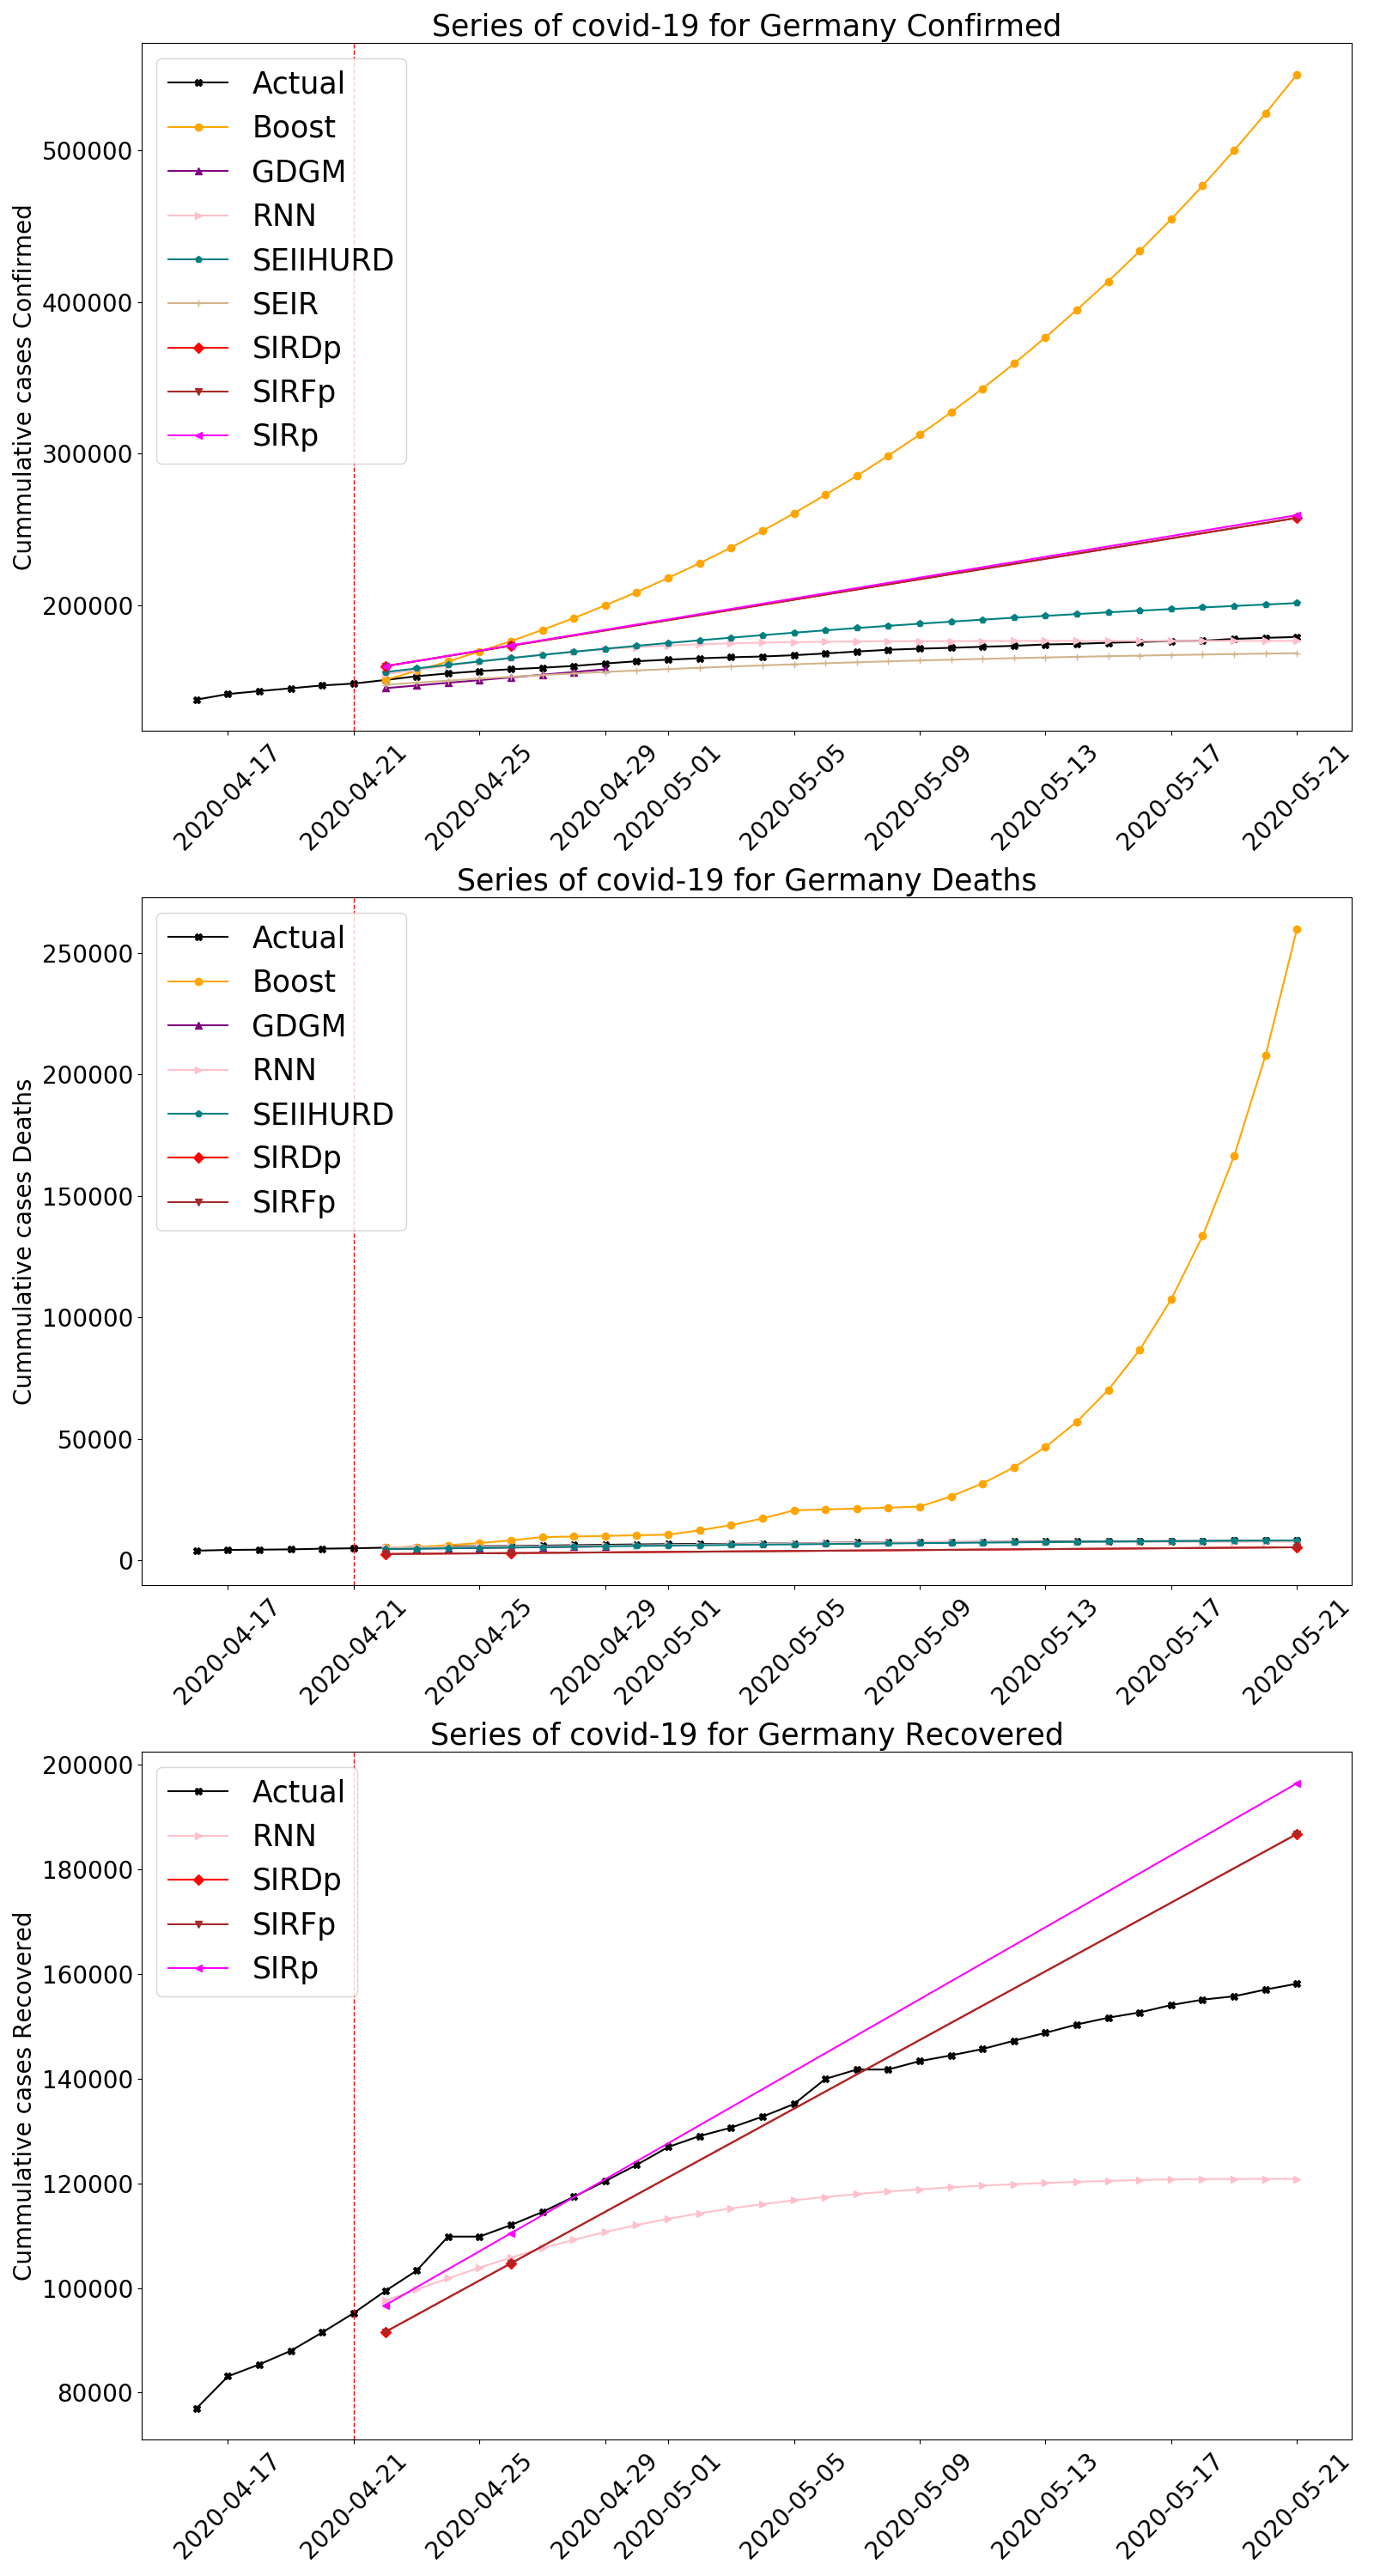 Series of covid-19 for Germany Confirmed
Cummulative cases Confirmed
500000
400000
300000
200000
Actual
Boost
GDGM
RNN
SEIIHURD
SEIR
SIRDp
SIRFp
SIRp
2020-04-17
2020-04-21
2020-04-25
2020-04-29
2020-05-01
2020-05-05
2020-05-09
2020-05-13
2020-05-17
2020-05-21
Series of covid-19 for Germany Deaths
Cummulative cases Deaths
250000
200000
150000
100000
50000
0
Actual
Boost
GDGM
RNN
SEIIHURD
SIRDp
SIRFp
2020-04-17
2020-04-21
2020-04-25
2020-04-29
2020-05-01
2020-05-05
2020-05-09
2020-05-13
2020-05-17
2020-05-21
Series of covid-19 for Germany Recovered
Cummulative cases Recovered
200000
180000
160000
140000
120000
100000
80000
Actual
RNN
SIRDp
SIRFp
SIRp
2020-04-17
2020-04-21
2020-04-25
2020-04-29
2020-05-01
2020-05-05
2020-05-09
2020-05-13
2020-05-17
2020-05-21